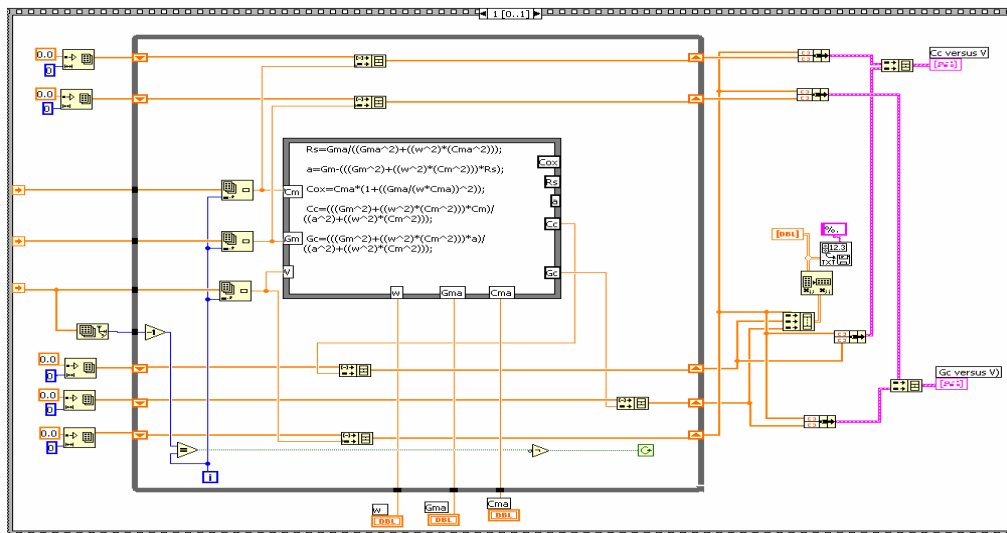 1 [0..1]
0.0
0
0.0
0
Cc versus V
Rs=Gma/((Gma^2)+((w^2)*(Cma^2)));
a=Gm-(((Gm^2)+((w^2)*(Cm^2)))*Rs);
Cox=Cma*(1+((Gma/(w*Cma))^2));
Cc=(((Gm^2)+((w^2)*(Cm^2)))*Cm)/
((a^2)+((w^2)*(Cm^2)));
Gc=(((Gm^2)+((w^2)*(Cm^2)))*a)/
((a^2)+((w^2)*(Cm^2)));
Cm
Gm
V
Cox
Rs
a
Cc
Gc
w
Gma
Cma
%.
[DBL]
12.3
TXT
-1
0.0
0
0.0
0
0.0
0
Gc versus V)
=
i
w
DBL
Gma
DBL
Cma
DBL